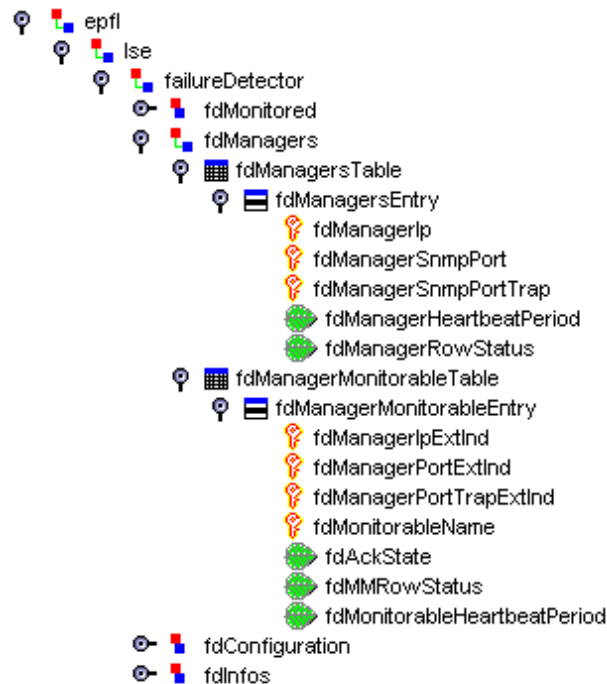 epfl
lse
failureDetector
fdMonitored
fdManagers
fdManagersTable
fdManagersEntry
fdManagerIp
fdManagerSnmpPort
fdManagerSnmpPortTrap
fdManagerHeartbeatPeriod
fdManagerRowStatus
fdManagerMonitorableTable
fdManagerMonitorableEntry
fdManagerIpExtInd
fdManagerPortExtInd
fdManagerPortTrapExtInd
fdMonitorableName
fdAckState
fdMMRowStatus
fdMonitorableHeartbeatPeriod
fdConfiguration
fdInfos